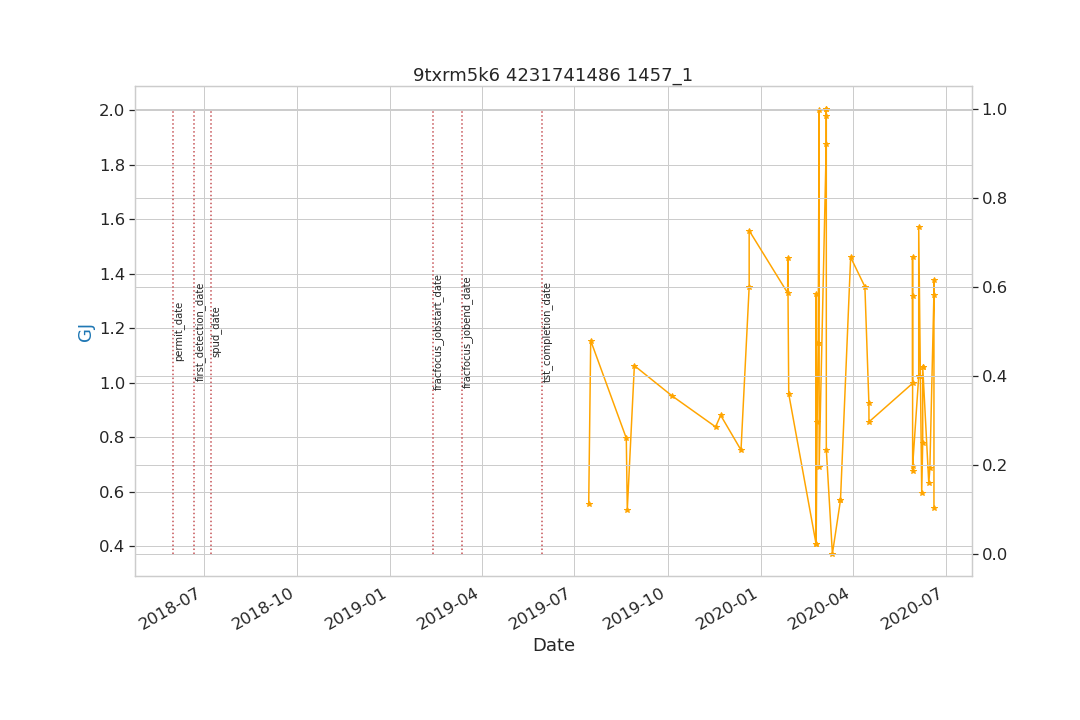 9txrm5k6 4231741486 1457_1
2.0
1.8
1.6
1.4
1.2
1.0
0.8
0.6
0.4
GJ
1.0
0.8
0.6
0.4
0.2
0.0
permit_date
first_detection_date
spud_date
fracfocus_jobstart_date
fracfocus_jobend_date
tst_completion_date
2018-07
2018-10
2019-01
2019-04
2019-07
2019-10
2020-01
2020-04
2020-07
Date